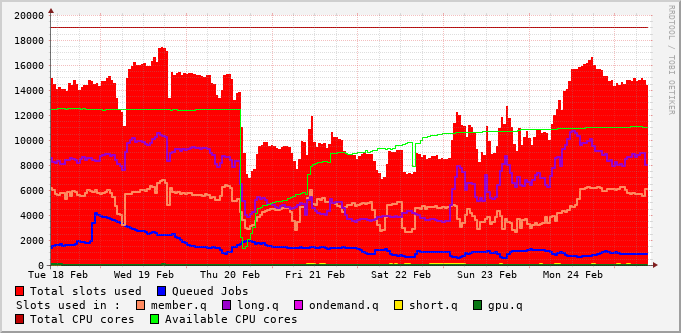 20000
18000
16000
14000
12000
10000
8000
6000
4000
2000
0
Tue 18 Feb Wed 19 Feb Thu 20 Feb Fri 21 Feb Sat 22 Feb Sun 23 Feb Mon 24 Feb
Total slots used Queued Jobs
Slots used in : member.q long.q ondemand.q short.q gpu.q
Total CPU cores Available CPU cores
RRDTOOL / TOBI OETIKER